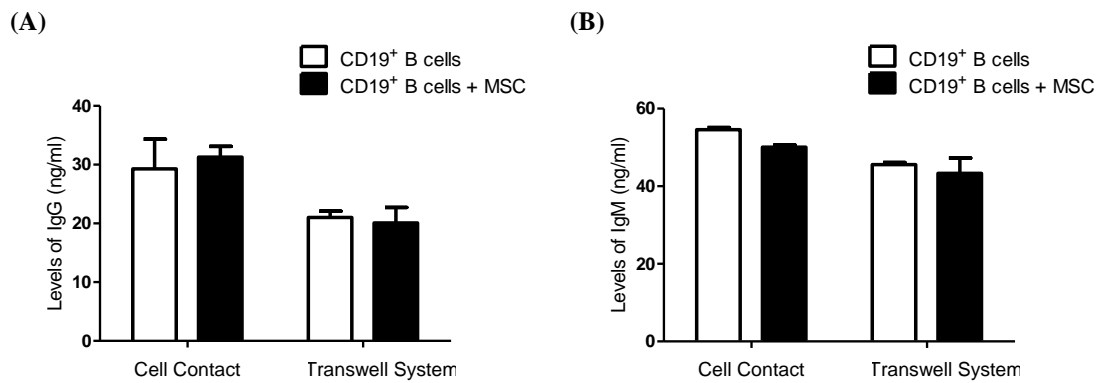 (A)
CD19⁺ B cells
CD19⁺ B cells + MSC
Levels of IgG (ng/ml)
40
30
20
10
0
Cell Contact
Transwell System
(B)
CD19⁺ B cells
CD19⁺ B cells + MSC
Levels of IgM (ng/ml)
60
40
20
0
Cell Contact
Transwell System